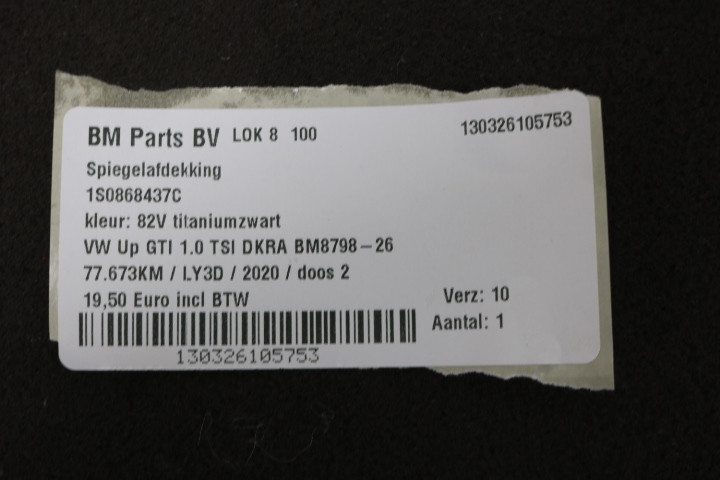 BM Parts BV LOK 8 100 130326105753
Spiegelafdekking
1S0868437C
kleur: 82V titaniumzwart
VW Up GTI 1.0 TSI DKRA BM8798-26
77.673KM / LY3D / 2020 / doos 2
19,50 Euro incl BTW Verz: 10
Aantal: 1
130326105753